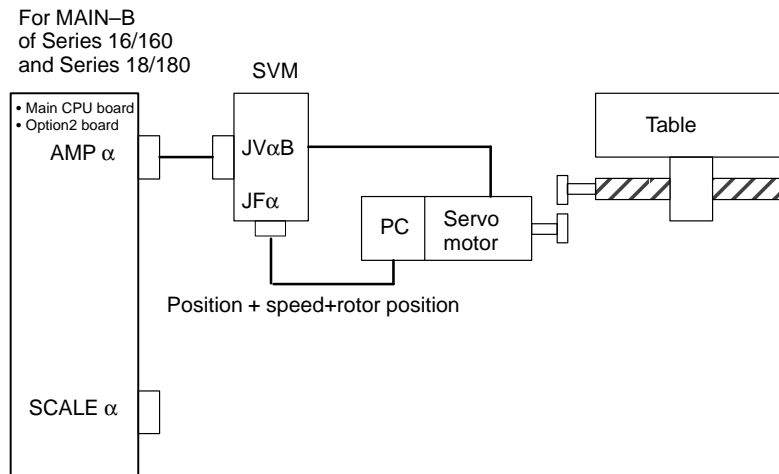 For MAIN–B
of Series 16/160
and Series 18/180
SVM
• Main CPU board
• Option2 board
AMP α
JVαB
JFα
Table
PC
Servo
motor
Position + speed+rotor position
SCALE α